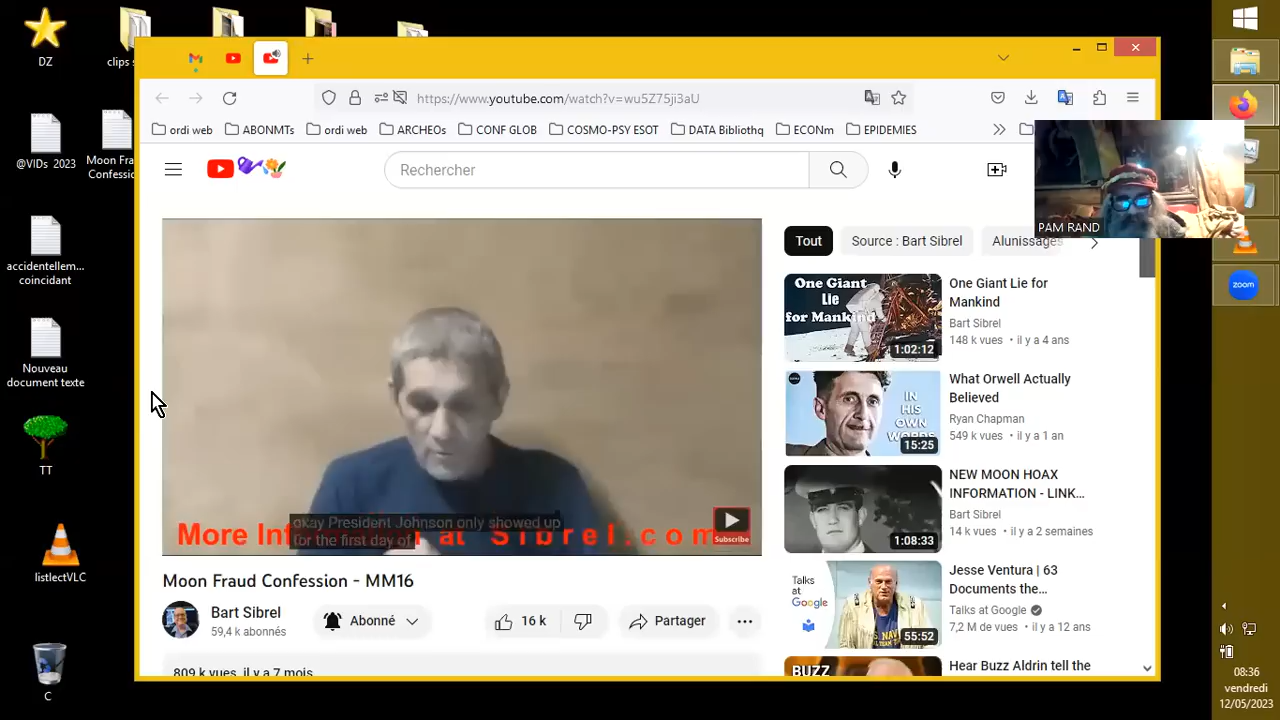 DZ
clips s
@VIDs 2023
Moon Fra
Confessio
accidentellem...
coincidant
Nouveau
document texte
TT
listlectVLC
C
https://www.youtube.com/watch?v=wu5Z75ji3aU
ordi web
ABONMTs
ordi web
ARCHEOs
CONF GLOB
COSMO-PSY ESOT
DATA Bibliothq
ECONm
EPIDEMIES
Rechercher
PAM RAND
okay President Johnson only showed up
for the first day of
More In
at Sibrel.com
Subscribe
Moon Fraud Confession - MM16
Bart Sibrel
59,4 k abonnés
Abonné
16 k
Partager
809 k vues il y a 7 mois
Tout
Source : Bart Sibrel
Alunissages
One Giant
Lie
for Mankind
1:02:12
One Giant Lie for
Mankind
Bart Sibrel
148 k vues • il y a 4 ans
IN
HIS
OWN
WORDS
15:25
What Orwell Actually
Believed
Ryan Chapman
549 k vues • il y a 1 an
1:08:33
NEW MOON HOAX
INFORMATION - LINK...
Bart Sibrel
14 k vues • il y a 2 semaines
Talks
at
Google
U.S. NAV
55:52
Jesse Ventura | 63
Documents the...
Talks at Google
7,2 M de vues • il y a 12 ans
BUZZ
Hear Buzz Aldrin tell the
zoom
08:36
vendredi
12/05/2023